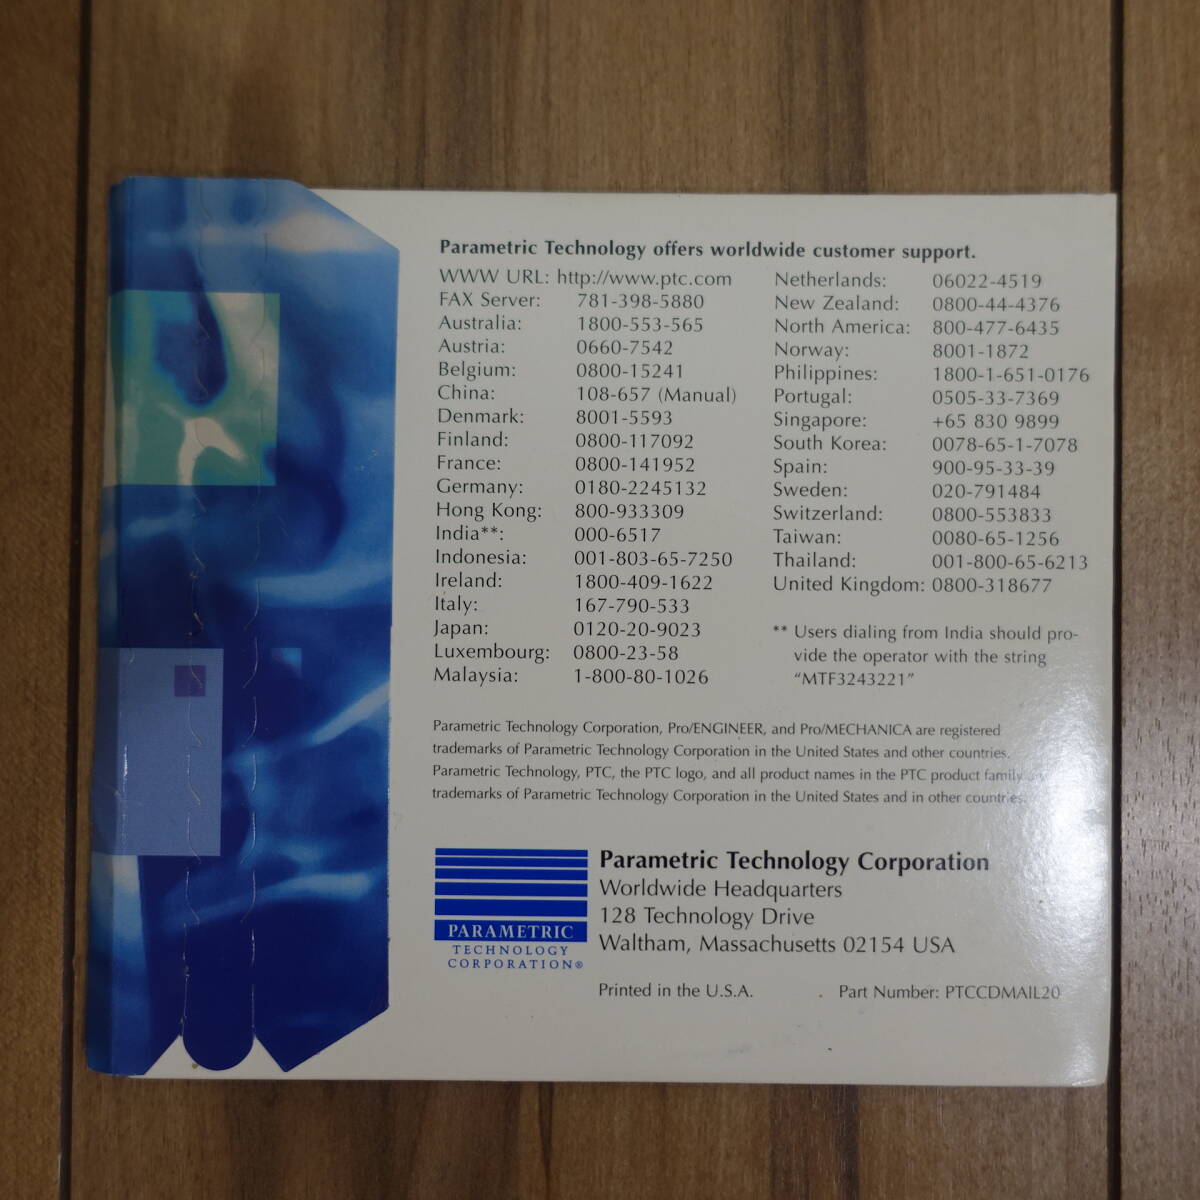 Parametric Technology offers worldwide customer support.
WWW URL: http://www.ptc.com
FAX Server: 781-398-5880
Australia: 1800-553-565
Austria: 0660-7542
Belgium: 0800-15241
China: 108-657 (Manual)
Denmark: 8001-5593
Finland: 0800-117092
France: 0800-141952
Germany: 0180-2245132
Hong Kong: 800-933309
India**: 000-6517
Indonesia: 001-803-65-7250
Ireland: 1800-409-1622
Italy: 167-790-533
Japan: 0120-20-9023
Luxembourg: 0800-23-58
Malaysia: 1-800-80-1026
Netherlands: 06022-4519
New Zealand: 0800-44-4376
North America: 800-477-6435
Norway: 8001-1872
Philippines: 1800-1-651-0176
Portugal: 0505-33-7369
Singapore: +65 830 9899
South Korea: 0078-65-1-7078
Spain: 900-95-33-39
Sweden: 020-791484
Switzerland: 0800-553833
Taiwan: 0080-65-1256
Thailand: 001-800-65-6213
United Kingdom: 0800-318677
** Users dialing from India should pro-
vide the operator with the string
“MTF3243221”
Parametric Technology Corporation, Pro/ENGINEER, and Pro/MECHANICA are registered
trademarks of Parametric Technology Corporation in the United States and other countries.
Parametric Technology, PTC, the PTC logo, and all product names in the PTC product family
trademarks of Parametric Technology Corporation in the United States and in other countries.
PARAMETRIC
TECHNOLOGY
CORPORATION®
Parametric Technology Corporation
Worldwide Headquarters
128 Technology Drive
Waltham, Massachusetts 02154 USA
Printed in the U.S.A. Part Number: PTCCDMAIL20